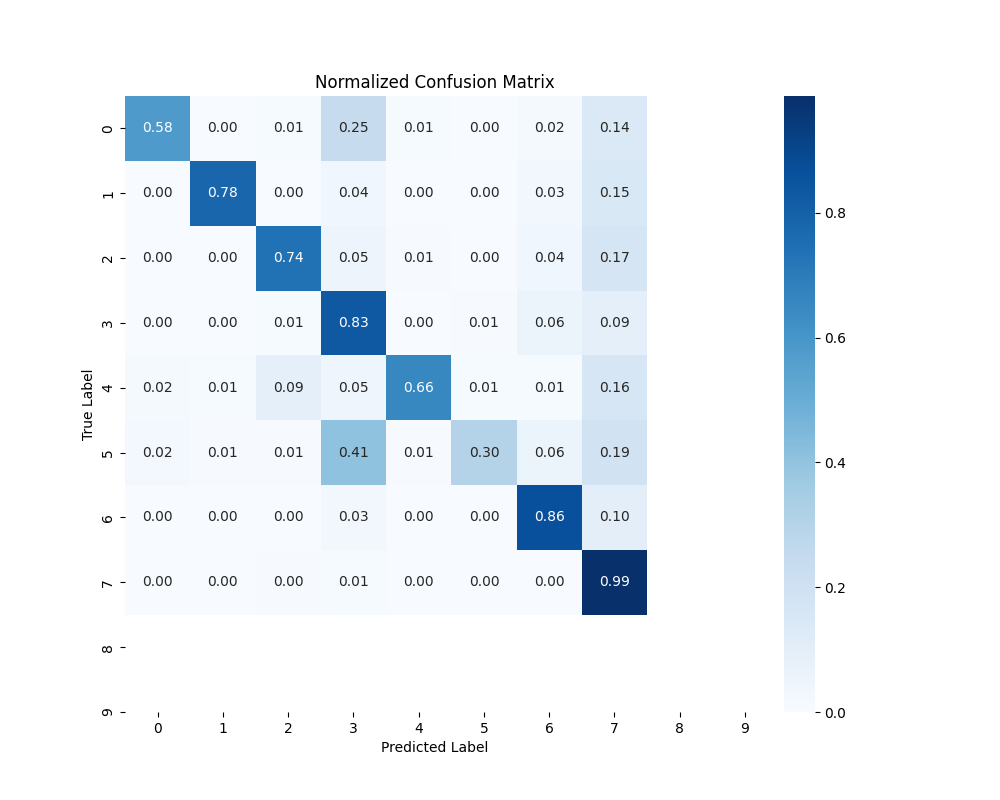 Normalized Confusion Matrix
True Label
0 0.58 0.00 0.01 0.25 0.01 0.00 0.02 0.14
1 0.00 0.78 0.00 0.04 0.00 0.00 0.03 0.15
2 0.00 0.00 0.74 0.05 0.01 0.00 0.04 0.17
3 0.00 0.00 0.01 0.83 0.00 0.01 0.06 0.09
4 0.02 0.01 0.09 0.05 0.66 0.01 0.01 0.16
5 0.02 0.01 0.01 0.41 0.01 0.30 0.06 0.19
6 0.00 0.00 0.00 0.03 0.00 0.00 0.86 0.10
7 0.00 0.00 0.00 0.01 0.00 0.00 0.00 0.99
8
9
0 1 2 3 4 5 6 7 8 9
Predicted Label
0.8
0.6
0.4
0.2
0.0